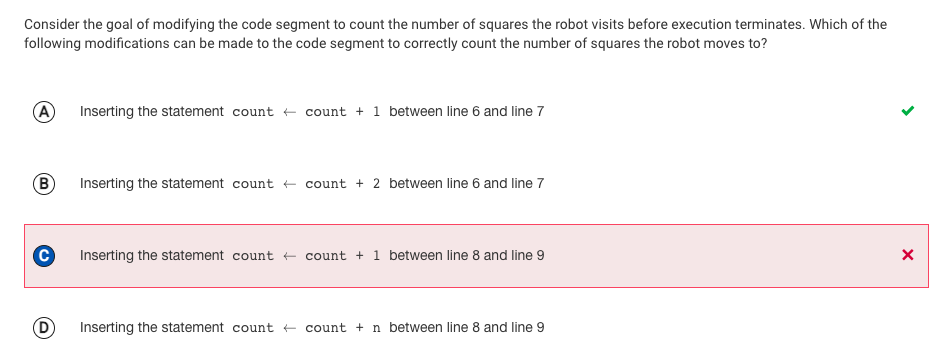 Consider the goal of modifying the code segment to count the number of squares the robot visits before execution terminates. Which of the
following modifications can be made to the code segment to correctly count the number of squares the robot moves to?
A Inserting the statement count ← count + 1 between line 6 and line 7
B Inserting the statement count ← count + 2 between line 6 and line 7
C Inserting the statement count ← count + 1 between line 8 and line 9
D Inserting the statement count ← count + n between line 8 and line 9